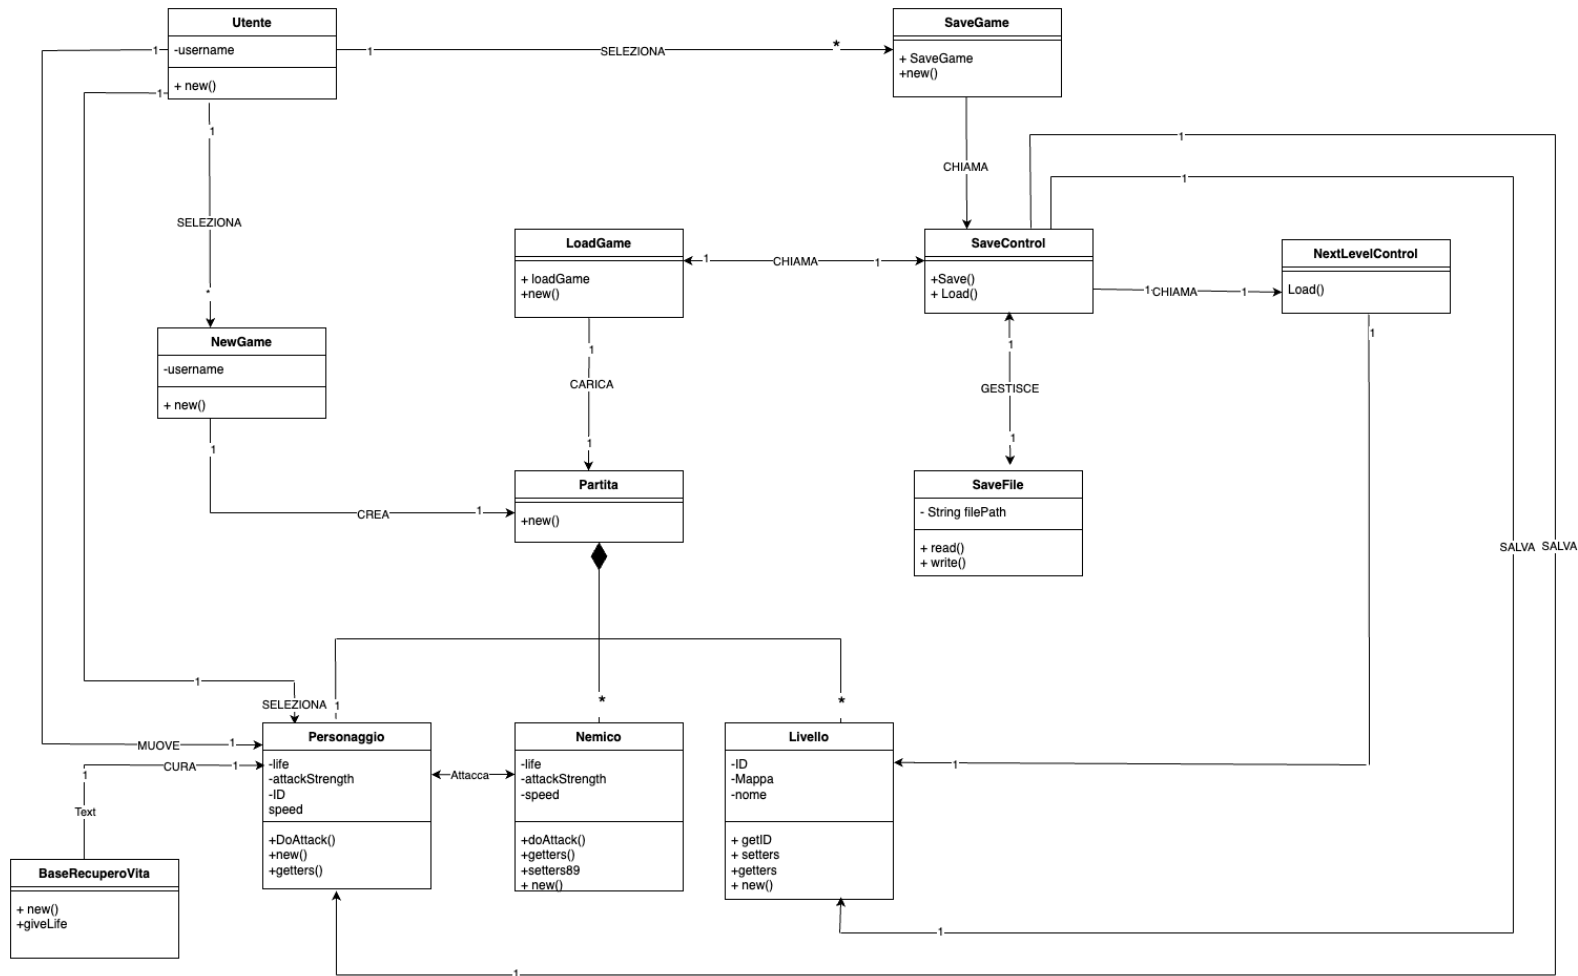 Utente
-username
+ new()
1
1
1
1
SELEZIONA
*
SaveGame
+ SaveGame
+new()
CHIAMA
1
SELEZIONA
*
1
1
LoadGame
+ loadGame
+new()
1
CHIAMA
1
SaveControl
+Save()
+ Load()
1
CHIAMA
1
NextLevelControl
Load()
1
NewGame
-username
+ new()
1
CREA
1
1
CARICA
1
Partita
+new()
1
GESTISCE
1
SaveFile
- String filePath
+ read()
+ write()
SALVA
SALVA
1
SELEZIONA
1
*
*
MUOVE
1
1
CURA
1
Text
BaseRecuperoVita
+ new()
+giveLife
Personaggio
-life
-attackStrength
-ID
speed
+DoAttack()
+new()
+getters()
Attacca
Nemico
-life
-attackStrength
-speed
+doAttack()
+getters()
+setters89
+ new()
Livello
-ID
-Mappa
-nome
+ getID
+ setters
+getters
+ new()
1
1
1